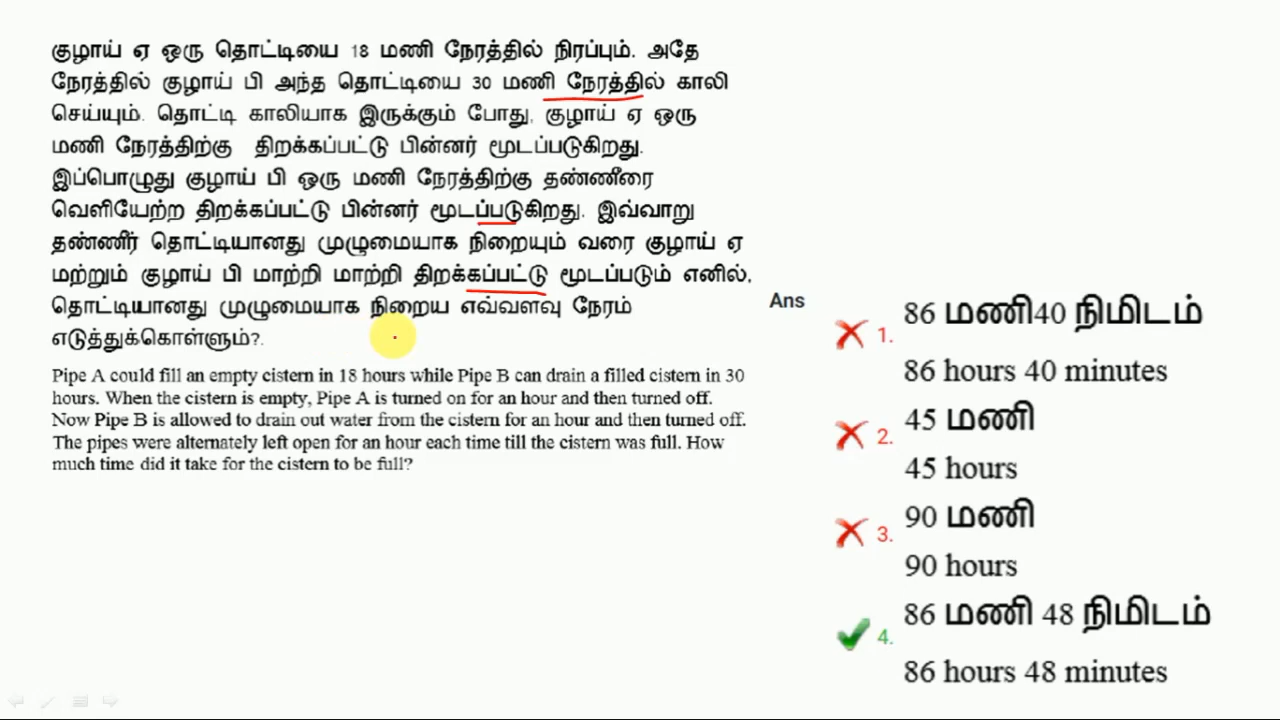 குழாய் ஏ ஒரு தொட்டியை 18 மணி நேரத்தில் நிரப்பும். அதே
நேரத்தில் குழாய் பி அந்த தொட்டியை 30 மணி நேரத்தில் காலி
செய்யும். தொட்டி காலியாக இருக்கும் போது, குழாய் ஏ ஒரு
மணி நேரத்திற்கு திறக்கப்பட்டு பின்னர் மூடப்படுகிறது.
இப்பொழுது குழாய் பி ஒரு மணி நேரத்திற்கு தண்ணீரை
வெளியேற்ற திறக்கப்பட்டு பின்னர் மூடப்படுகிறது. இவ்வாறு
தண்ணீர் தொட்டியானது முழுமையாக நிறையும் வரை குழாய் ஏ
மற்றும் குழாய் பி மாற்றி மாற்றி திறக்கப்பட்டு மூடப்படும் எனில்,
தொட்டியானது முழுமையாக நிறைய எவ்வளவு நேரம்
எடுத்துக்கொள்ளும்?.
Pipe A could fill an empty cistern in 18 hours while Pipe B can drain a filled cistern in 30
hours. When the cistern is empty, Pipe A is turned on for an hour and then turned off.
Now Pipe B is allowed to drain out water from the cistern for an hour and then turned off.
The pipes were alternately left open for an hour each time till the cistern was full. How
much time did it take for the cistern to be full?
Ans
1. 86 மணி40 நிமிடம்
86 hours 40 minutes
2. 45 மணி
45 hours
3. 90 மணி
90 hours
4. 86 மணி 48 நிமிடம்
86 hours 48 minutes